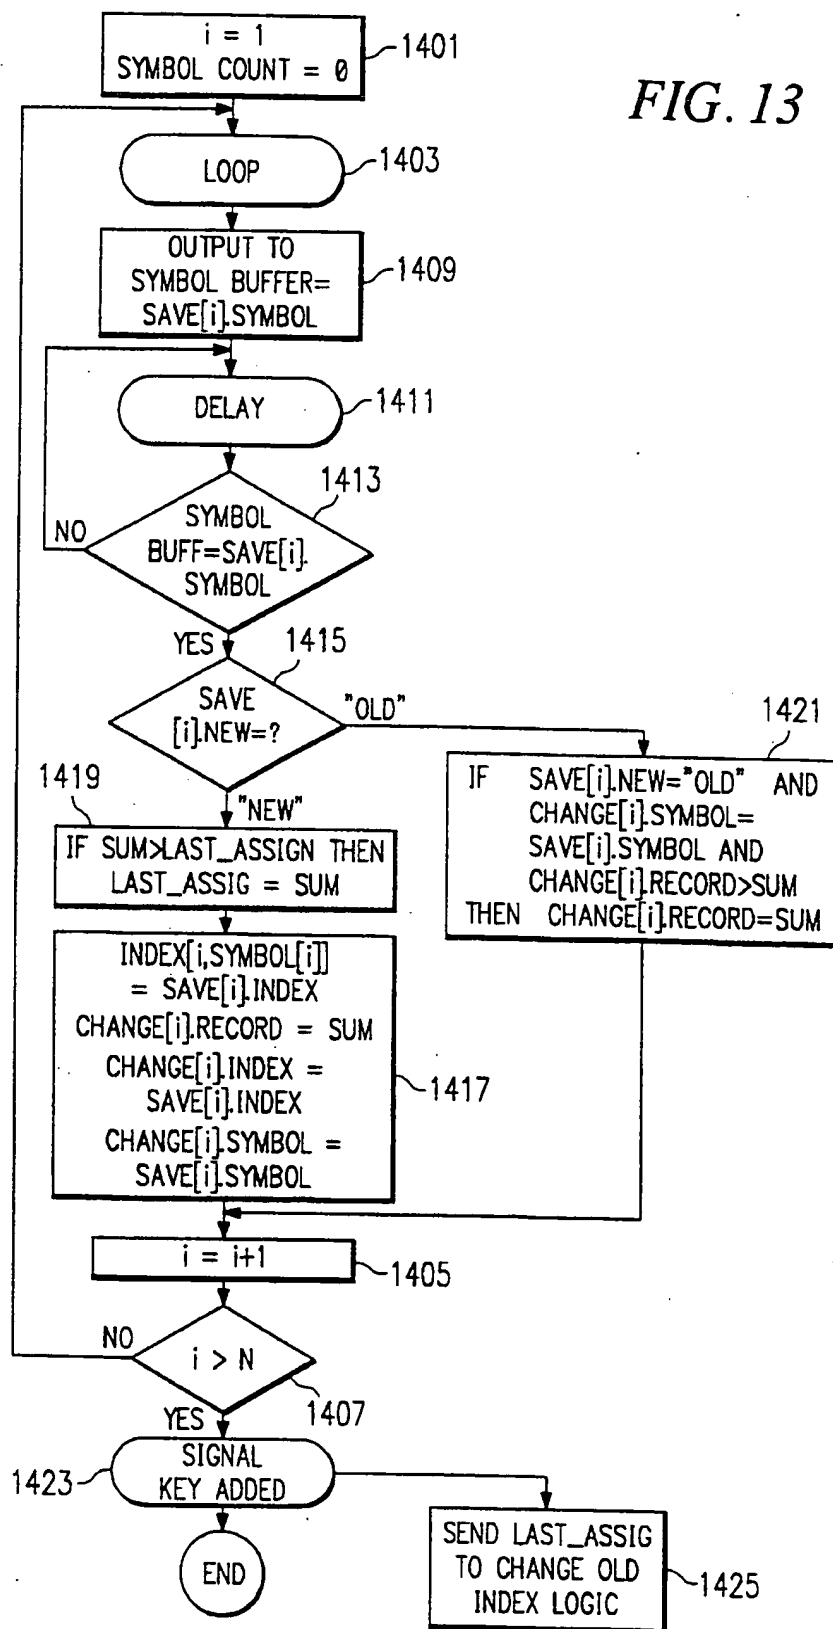 i = 1
SYMBOL COUNT = 0
1401
FIG. 13
LOOP
1403
OUTPUT TO
SYMBOL BUFFER=
SAVE[i].SYMBOL
1409
DELAY
1411
1413
SYMBOL
BUFF=SAVE[i].
SYMBOL
NO
YES
1415
SAVE
[i].NEW=?
"OLD"
"NEW"
1421
IF SAVE[i].NEW="OLD" AND
CHANGE[i].SYMBOL=
SAVE[i].SYMBOL AND
CHANGE[i].RECORD>SUM
THEN CHANGE[i].RECORD=SUM
1419
IF SUM>LAST_ASSIGN THEN
LAST_ASSIG = SUM
INDEX[i,SYMBOL[i]]
= SAVE[i].INDEX
CHANGE[i].RECORD = SUM
CHANGE[i].INDEX =
SAVE[i].INDEX
CHANGE[i].SYMBOL =
SAVE[i].SYMBOL
1417
i = i+1
1405
NO
i > N
1407
YES
SIGNAL
KEY ADDED
1423
END
SEND LAST_ASSIG
TO CHANGE OLD
INDEX LOGIC
1425